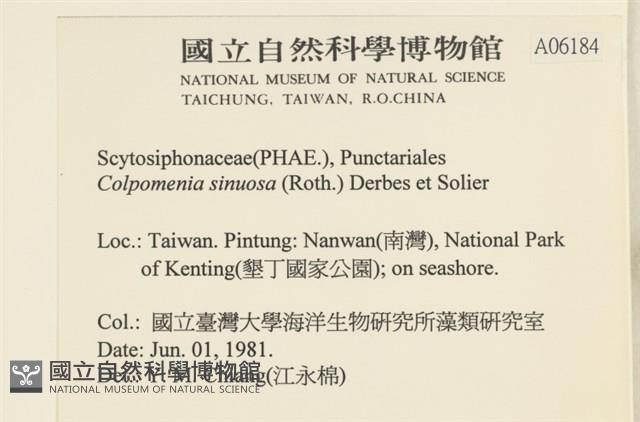 國立自然科學博物館
A06184
NATIONAL MUSEUM OF NATURAL SCIENCE
TAICHUNG, TAIWAN, R.O.CHINA
Scytosiphonaceae(PHAE.), Punctariales
Colpomenia sinuosa (Roth.) Derbes et Solier
Loc.: Taiwan. Pintung: Nanwan(南灣), National Park
of Kenting(墾丁國家公園); on seashore.
Col.: 國立臺灣大學海洋生物研究所藻類研究室
Date: Jun. 01, 1981.
Det.: Y. M. Chiang(江永棉)
國立自然科學博物館
NATIONAL MUSEUM OF NATURAL SCIENCE